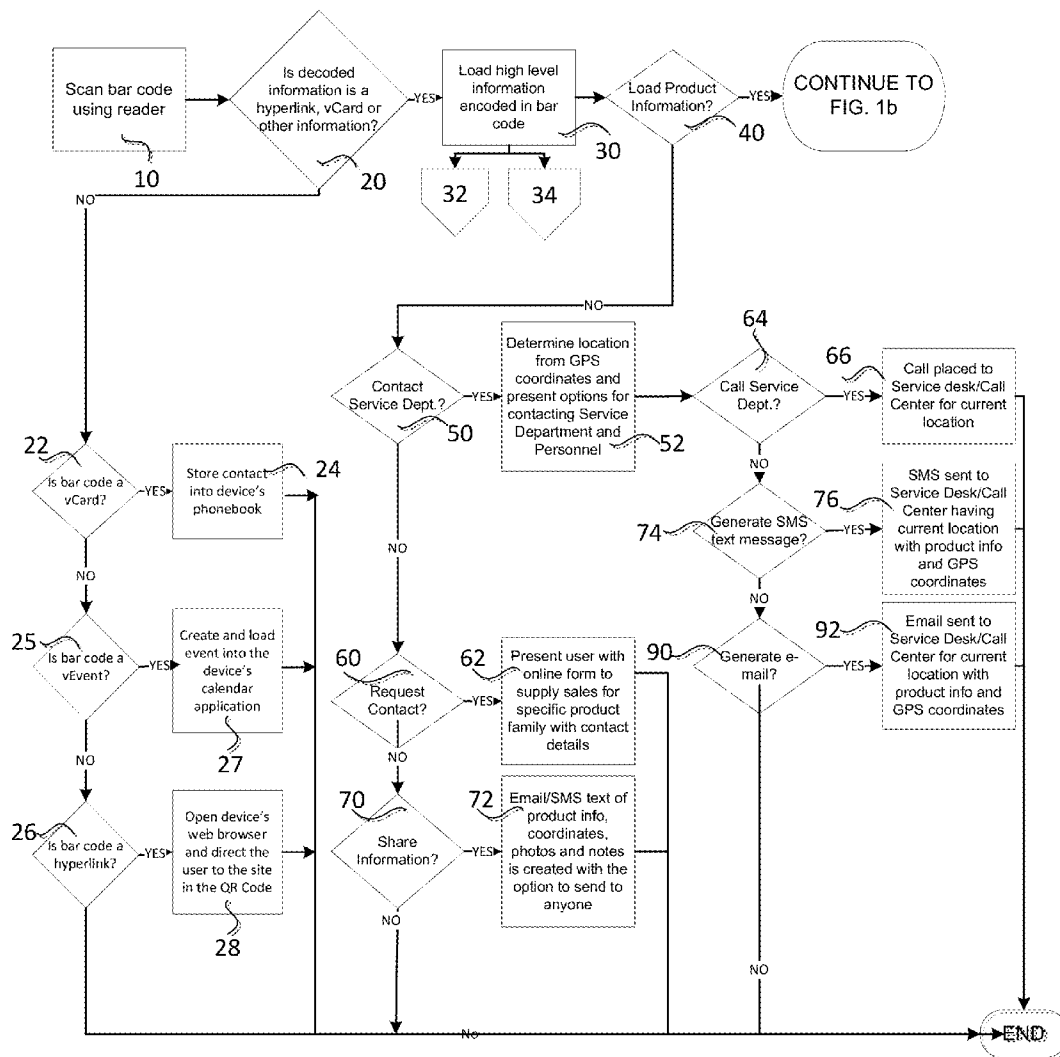 Scan bar code
using reader
10
Is decoded
information is a
hyperlink, vCard or
other information?
20
YES
Load high level
information
encoded in bar
code
30
32
34
Load Product
Information?
40
YES
CONTINUE TO
FIG. 1b
NO
NO
Contact
Service Dept.?
50
YES
Determine location
from GPS
coordinates and
present options for
contacting Service
Department and
Personnel
52
64
Call Service
Dept.?
YES
66
Call placed to
Service desk/Call
Center for current
location
NO
22
Is bar code a
vCard?
YES
24
Store contact
into device's
phonebook
NO
74
Generate SMS
text message?
YES
76
SMS sent to
Service Desk/Call
Center having
current location
with product info
and GPS
coordinates
NO
NO
25
Is bar code a
vEvent?
YES
Create and load
event into the
device's
calendar
application
27
NO
60
Request
Contact?
YES
62
Present user with
online form to
supply sales for
specific product
family with contact
details
90
Generate e-
mail?
YES
92
Email sent to
Service Desk/Call
Center for current
location with
product info and
GPS coordinates
NO
26
Is bar code a
hyperlink?
YES
Open device's
web browser
and direct the
user to the site
in the QR Code
28
70
Share
Information?
YES
72
Email/SMS text of
product info,
coordinates,
photos and notes
is created with the
option to send to
anyone
NO
NO
No
END